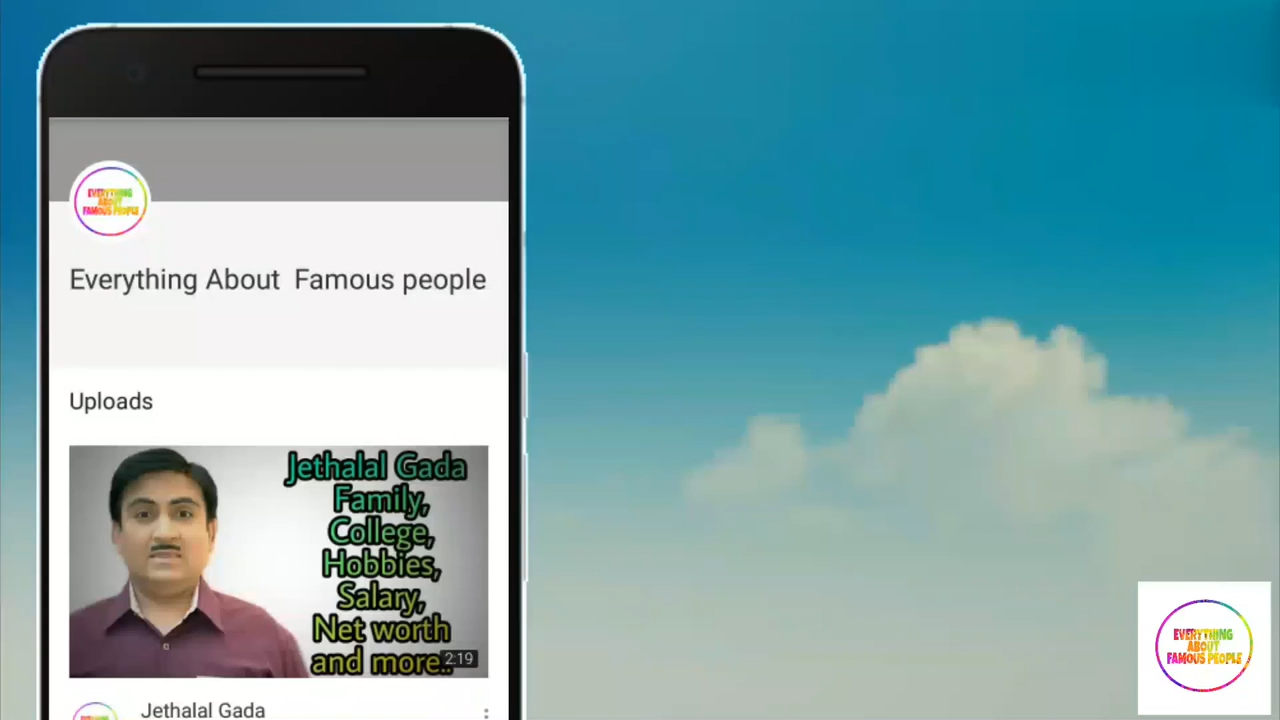 EVERYTHING
ABOUT
FAMOUS PEOPLE
Everything About  Famous people
Uploads
Jethalal Gada
Family,
College,
Hobbies,
Salary,
Net worth
and more..
2:19
Jethalal Gada
EVERYTHING
ABOUT
FAMOUS PEOPLE